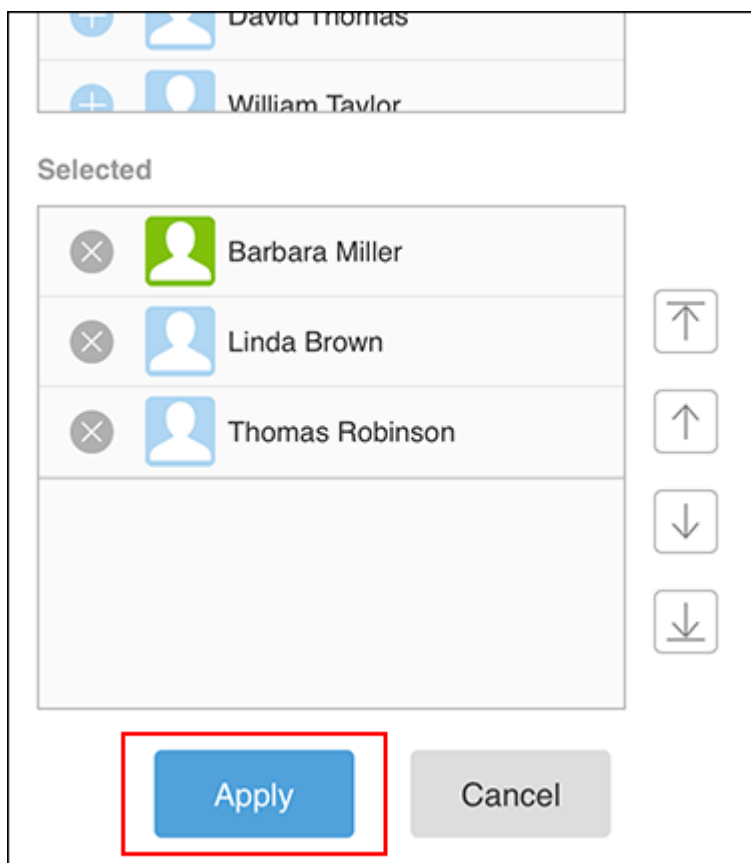 David Thomas
William Taylor
Selected
Barbara Miller
Linda Brown
Thomas Robinson
Apply
Cancel